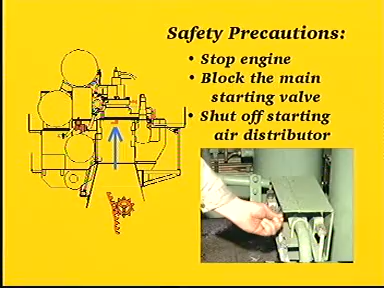 Safety Precautions:
• Stop engine
• Block the main
starting valve
• Shut off starting
air distributor